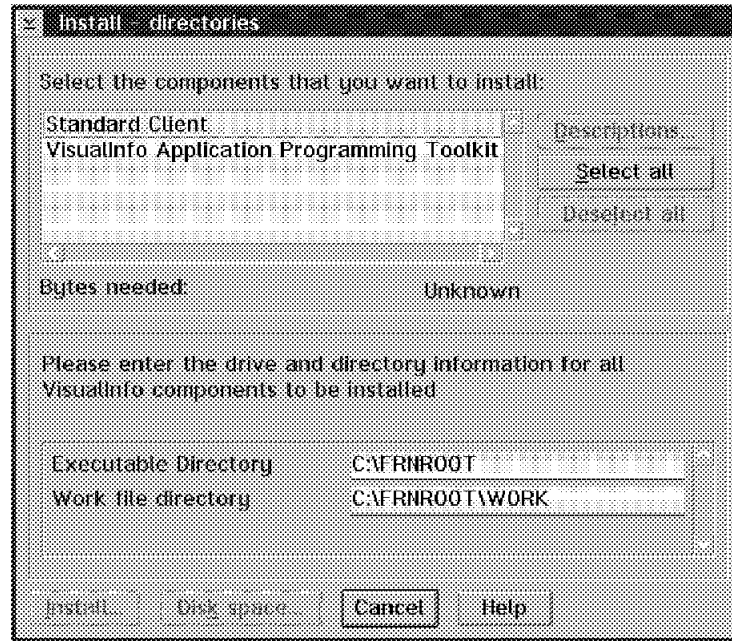 Install - directories
Select the components that you want to install:
Standard Client
VisualInfo Application Programming Toolkit
Descriptions...
Select all
Deselect all
Bytes needed: Unknown
Please enter the drive and directory information for all
VisualInfo components to be installed
Executable Directory C:\FRNROOT
Work file directory C:\FRNROOT\WORK
Install... Disk space... Cancel Help